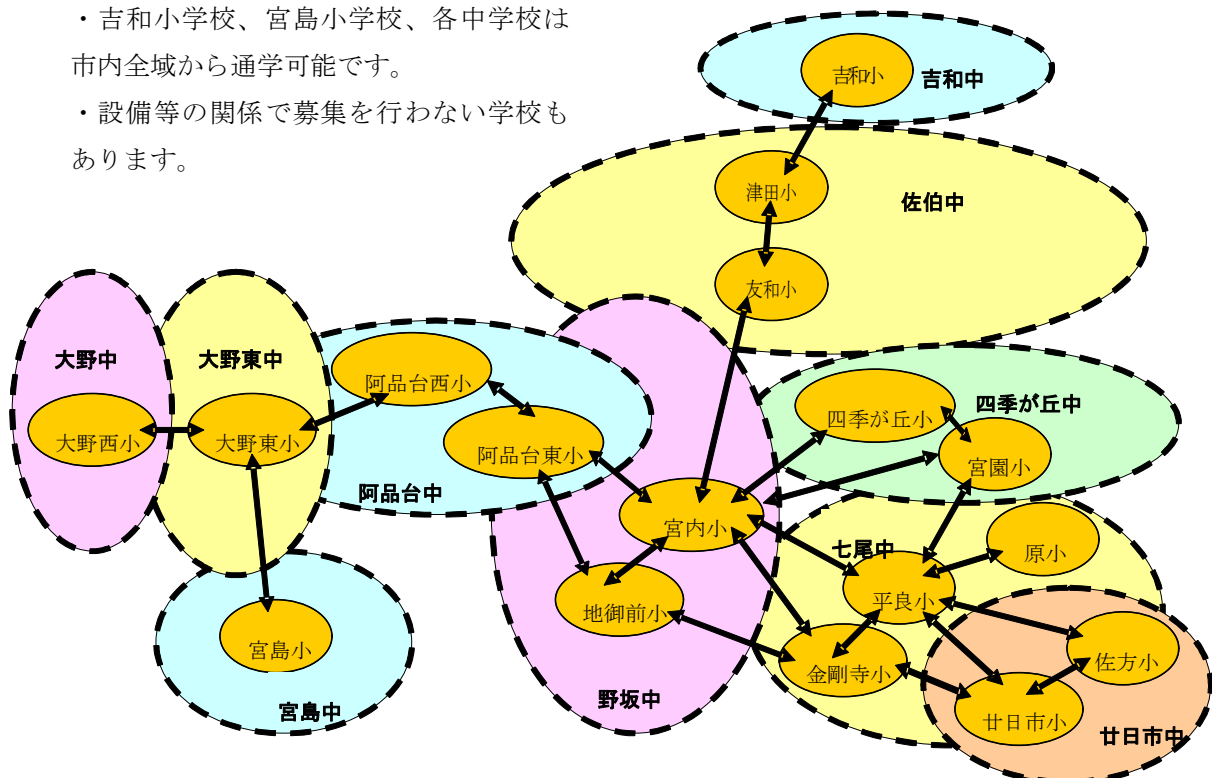 ・吉和小学校、宮島小学校、各中学校は
市内全域から通学可能です。
・設備等の関係で募集を行わない学校も
あります。
吉和小
吉和中
津田小
佐伯中
友和小
大野中
大野東中
阿品台西小
四季が丘中
四季が丘小
大野西小
大野東小
阿品台東小
宮園小
阿品台中
宮内小
七尾中
原小
地御前小
平良小
宮島小
金剛寺小
佐方小
野坂中
宮島中
廿日市小
廿日市中